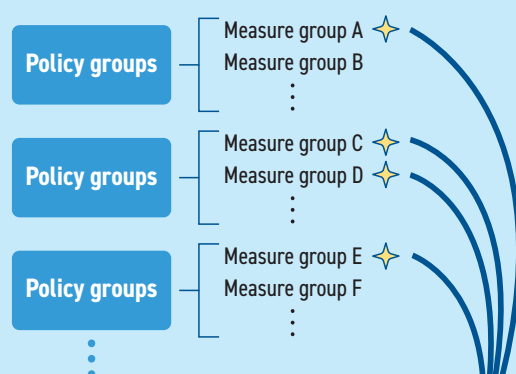 Policy groups
Measure group A
Measure group B
Policy groups
Measure group C
Measure group D
Policy groups
Measure group E
Measure group F